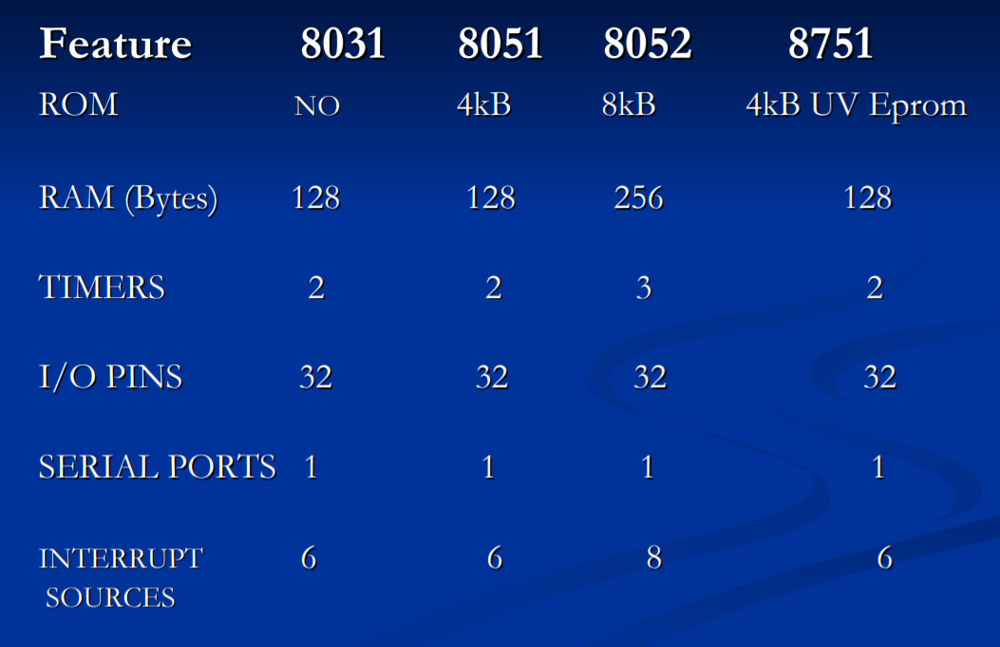 Feature 8031 8051 8052 8751
ROM NO 4kB 8kB 4kB UV Eprom
RAM (Bytes) 128 128 256 128
TIMERS 2 2 3 2
I/O PINS 32 32 32 32
SERIAL PORTS 1 1 1 1
INTERRUPT 6 6 8 6
SOURCES